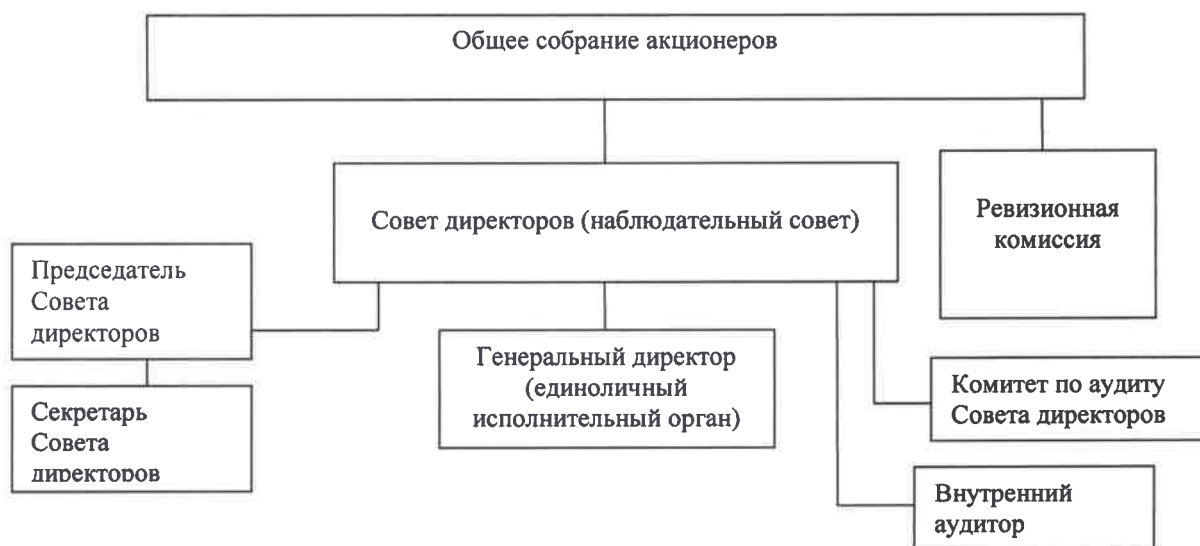 Общее собрание акционеров
Совет директоров (наблюдательный совет)
Ревизионная
комиссия
Председатель
Совета
директоров
Генеральный директор
(единоличный
исполнительный орган)
Комитет по аудиту
Совета директоров
Секретарь
Совета
директоров
Внутренний
аудитор